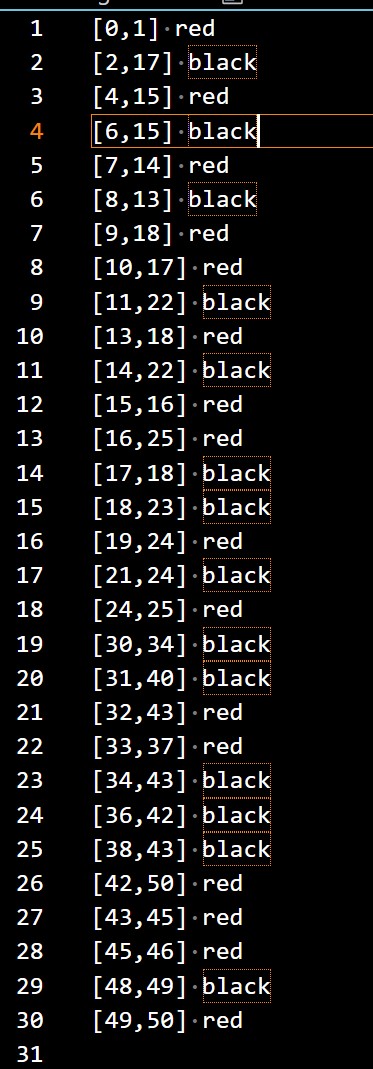 1 [0,1] red
2 [2,17] black
3 [4,15] red
4 [6,15] black
5 [7,14] red
6 [8,13] black
7 [9,18] red
8 [10,17] red
9 [11,22] black
10 [13,18] red
11 [14,22] black
12 [15,16] red
13 [16,25] red
14 [17,18] black
15 [18,23] black
16 [19,24] red
17 [21,24] black
18 [24,25] red
19 [30,34] black
20 [31,40] black
21 [32,43] red
22 [33,37] red
23 [34,43] black
24 [36,42] black
25 [38,43] black
26 [42,50] red
27 [43,45] red
28 [45,46] red
29 [48,49] black
30 [49,50] red
31